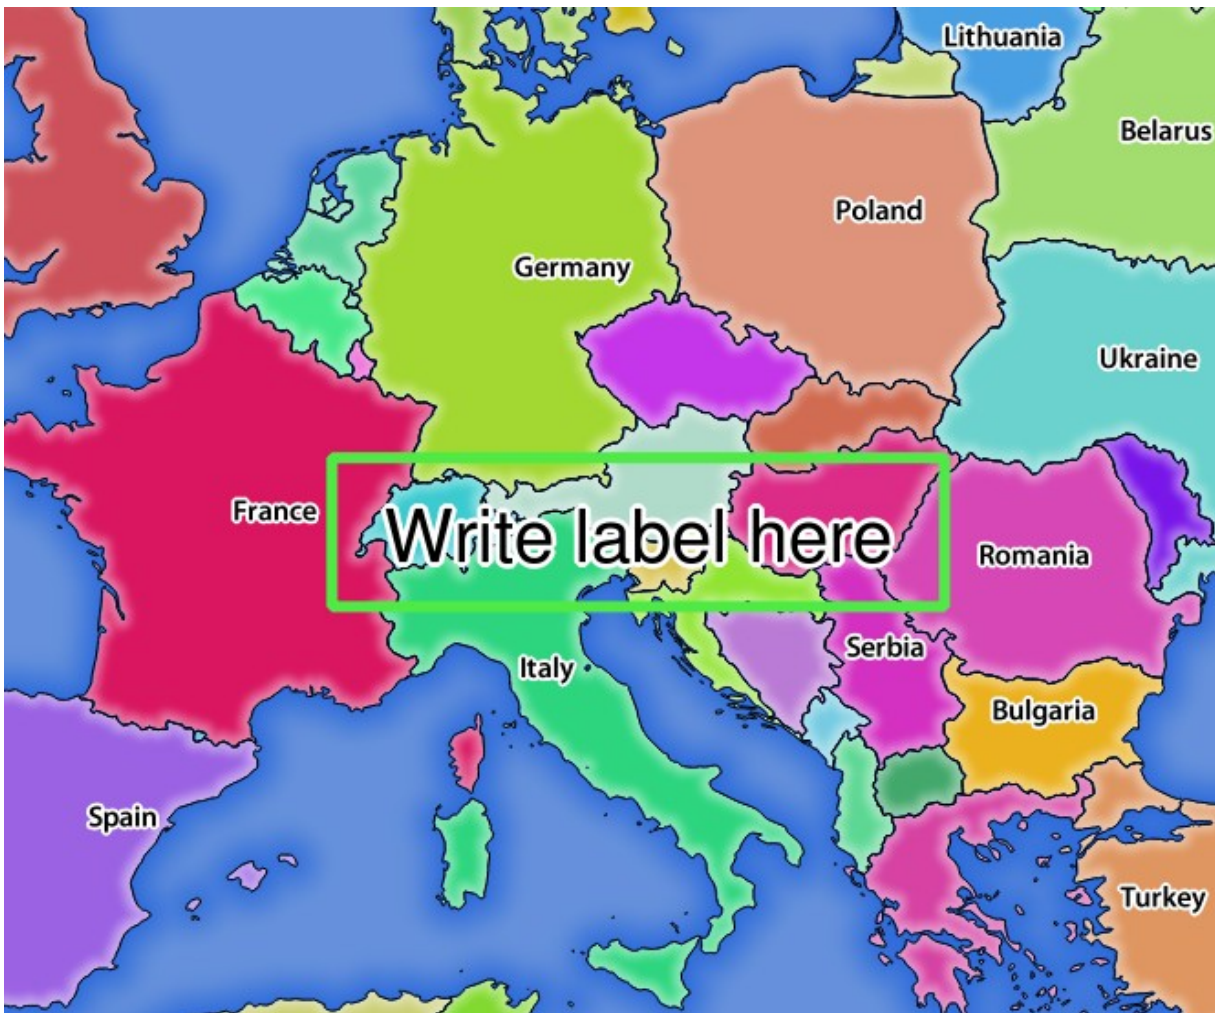 Lithuania
Belarus
Poland
Germany
Ukraine
France
Write label here
Romania
Serbia
Italy
Bulgaria
Spain
Turkey